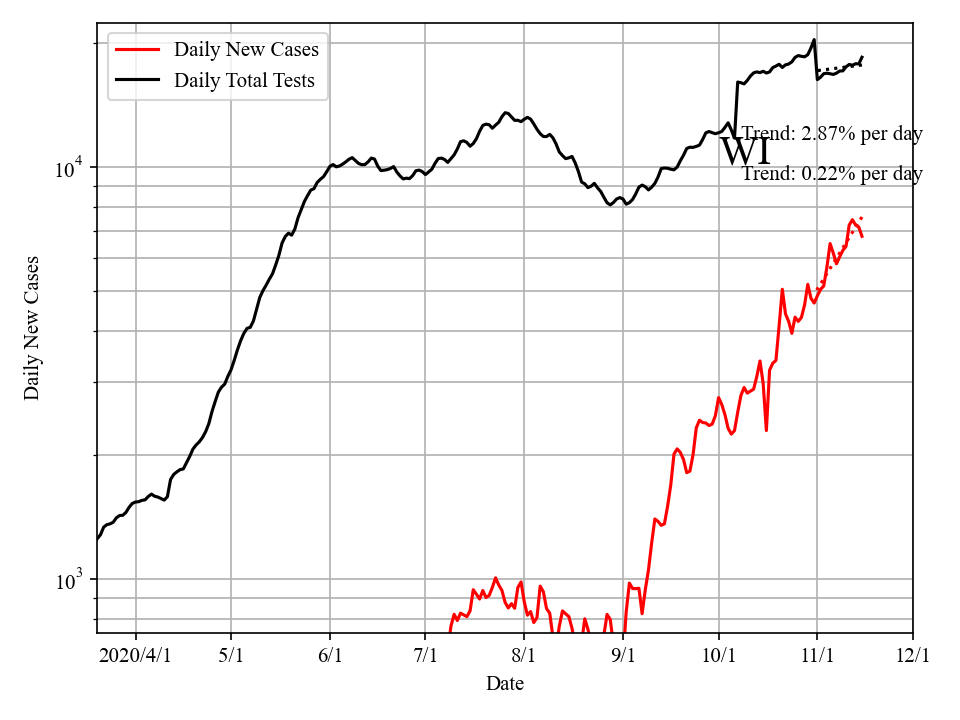 Daily New Cases
Daily Total Tests
Trend: 2.87% per day
WI
Trend: 0.22% per day
10^4
10^3
Daily New Cases
2020/4/1 5/1 6/1 7/1 8/1 9/1 10/1 11/1 12/1
Date